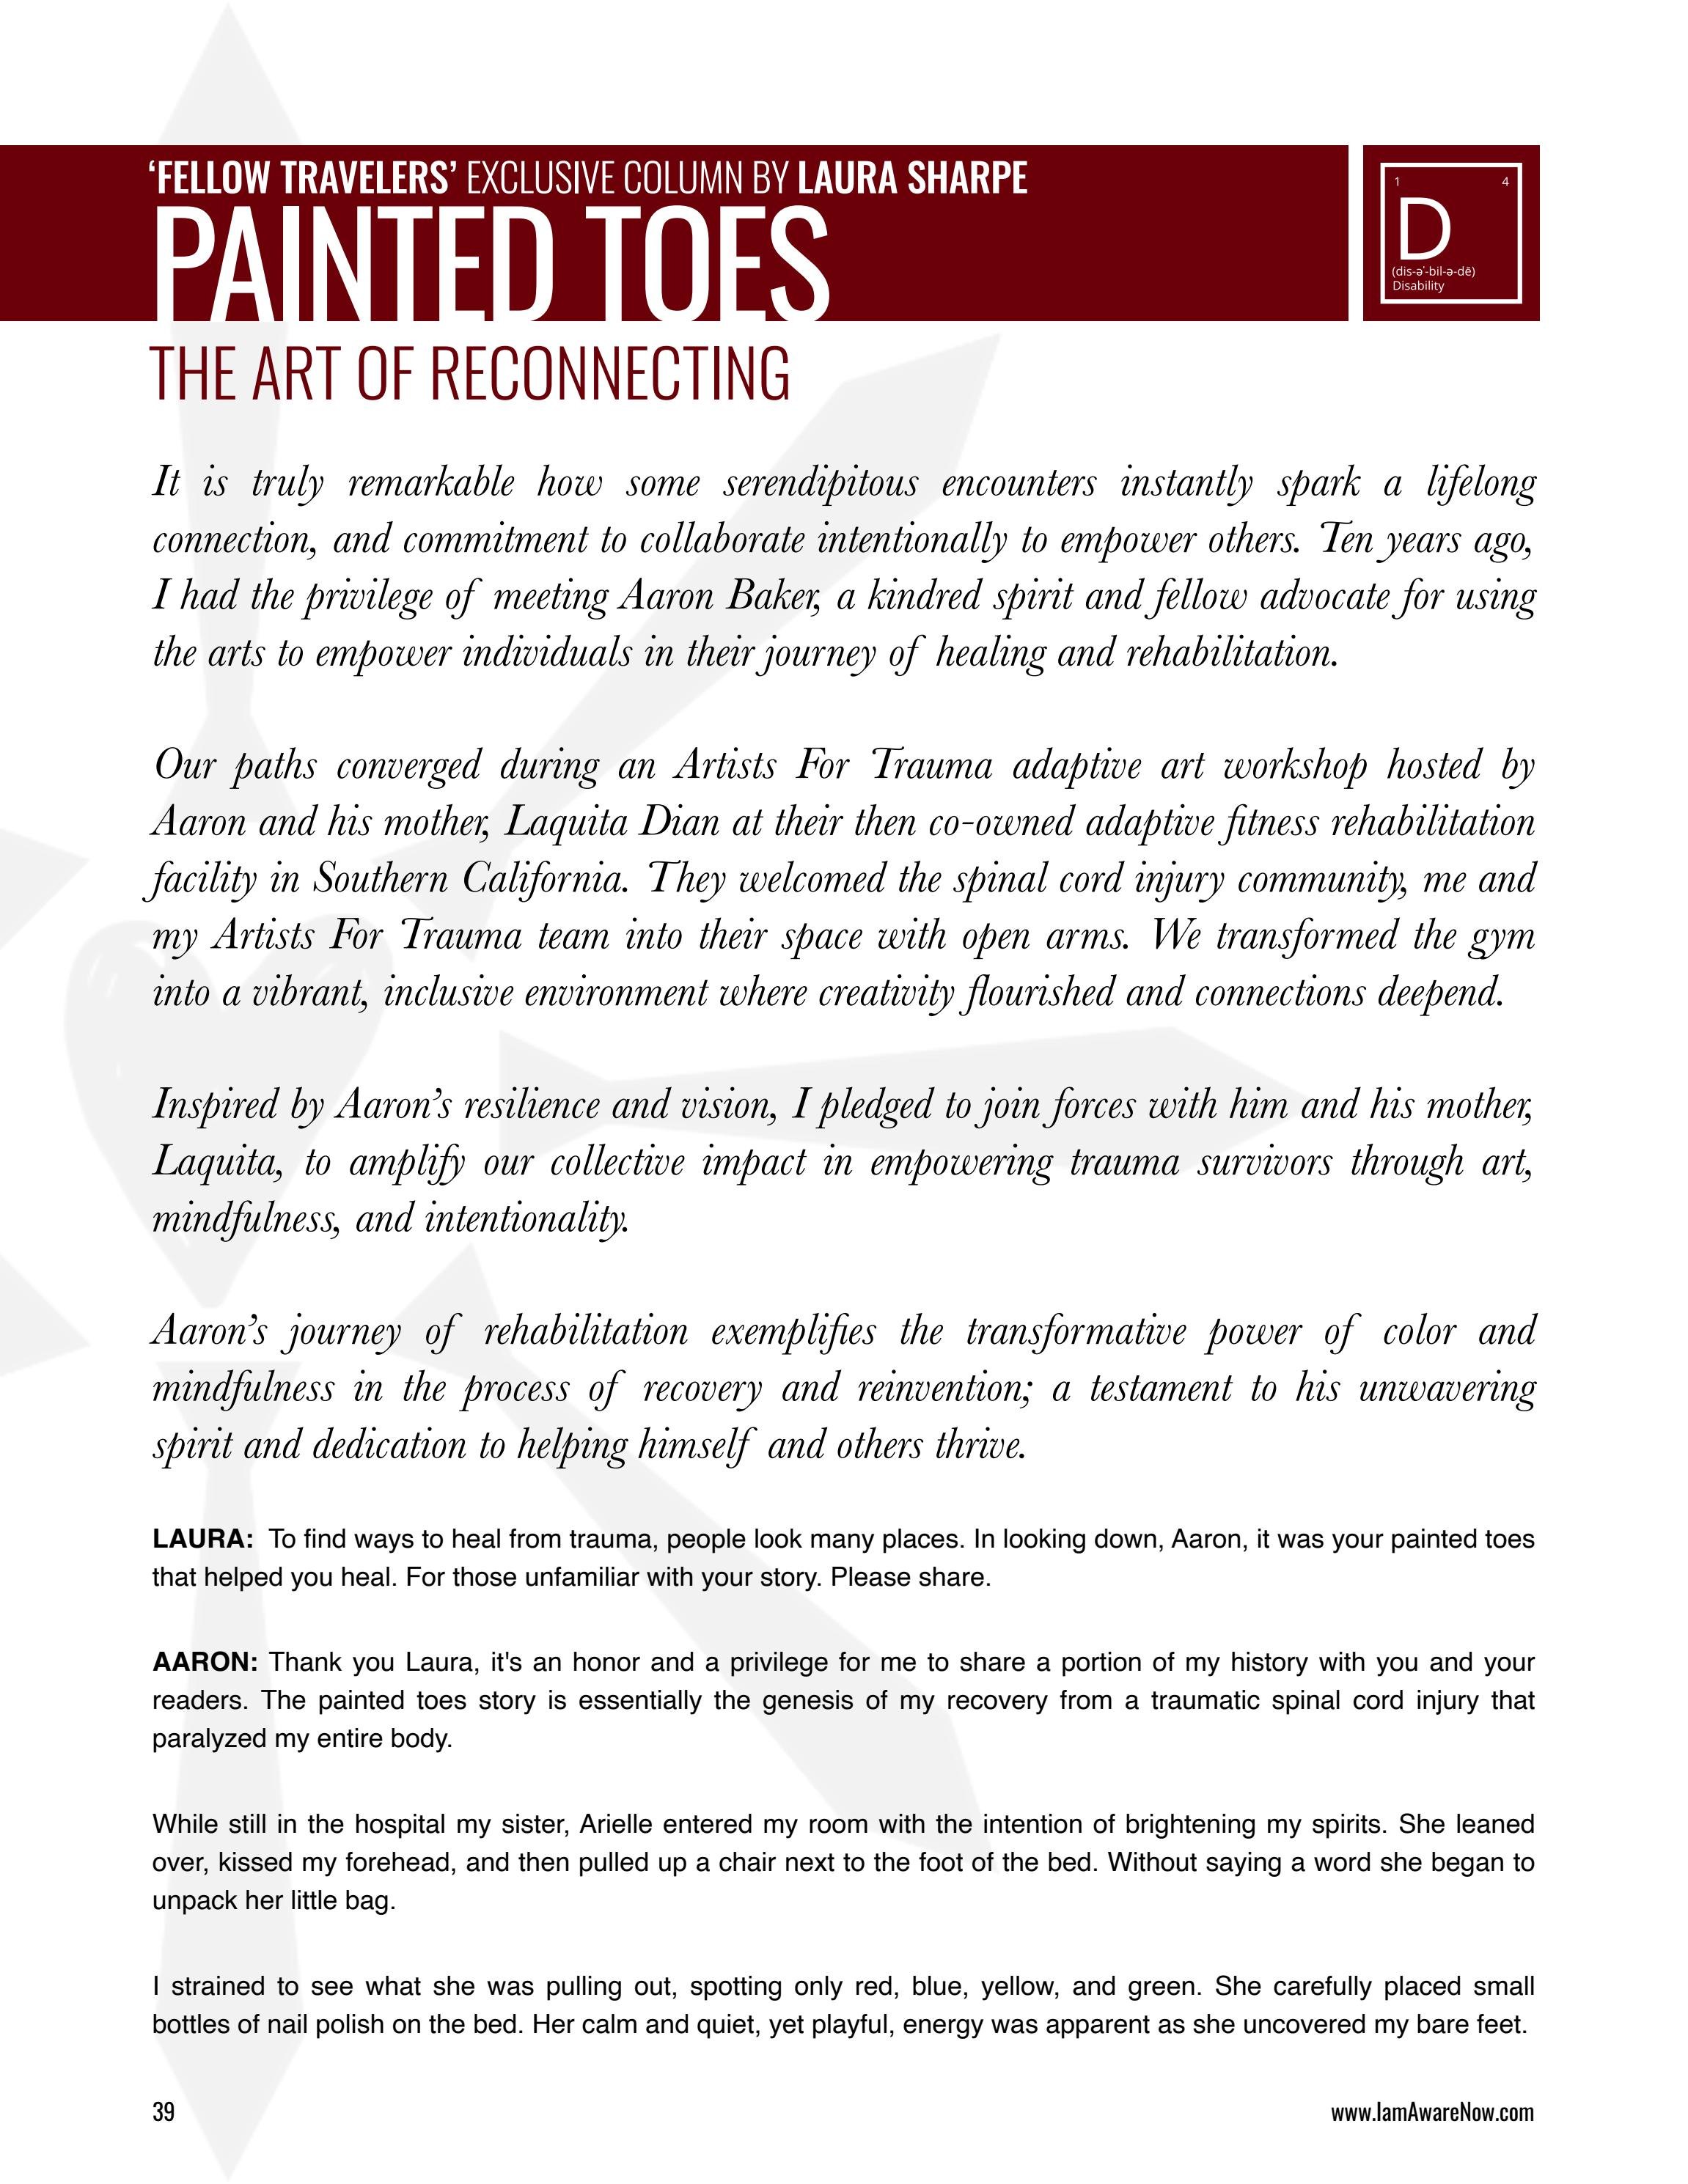 ‘FELLOW TRAVELERS’ EXCLUSIVE COLUMN BY LAURA SHARPE
PAINTED TOES
1 4
D
(dis-ə'-bil-ə-dē)
Disability
THE ART OF RECONNECTING
It is truly remarkable how some serendipitous encounters instantly spark a lifelong
connection, and commitment to collaborate intentionally to empower others. Ten years ago,
I had the privilege of meeting Aaron Baker, a kindred spirit and fellow advocate for using
the arts to empower individuals in their journey of healing and rehabilitation.
Our paths converged during an Artists For Trauma adaptive art workshop hosted by
Aaron and his mother, Laquita Dian at their then co-owned adaptive fitness rehabilitation
facility in Southern California. They welcomed the spinal cord injury community, me and
my Artists For Trauma team into their space with open arms. We transformed the gym
into a vibrant, inclusive environment where creativity flourished and connections deepend.
Inspired by Aaron’s resilience and vision, I pledged to join forces with him and his mother,
Laquita, to amplify our collective impact in empowering trauma survivors through art,
mindfulness, and intentionality.
Aaron’s journey of rehabilitation exemplifies the transformative power of color and
mindfulness in the process of recovery and reinvention; a testament to his unwavering
spirit and dedication to helping himself and others thrive.
LAURA: To find ways to heal from trauma, people look many places. In looking down, Aaron, it was your painted toes
that helped you heal. For those unfamiliar with your story. Please share.
AARON: Thank you Laura, it's an honor and a privilege for me to share a portion of my history with you and your
readers. The painted toes story is essentially the genesis of my recovery from a traumatic spinal cord injury that
paralyzed my entire body.
While still in the hospital my sister, Arielle entered my room with the intention of brightening my spirits. She leaned
over, kissed my forehead, and then pulled up a chair next to the foot of the bed. Without saying a word she began to
unpack her little bag.
I strained to see what she was pulling out, spotting only red, blue, yellow, and green. She carefully placed small
bottles of nail polish on the bed. Her calm and quiet, yet playful, energy was apparent as she uncovered my bare feet.
39
www.IamAwareNow.com